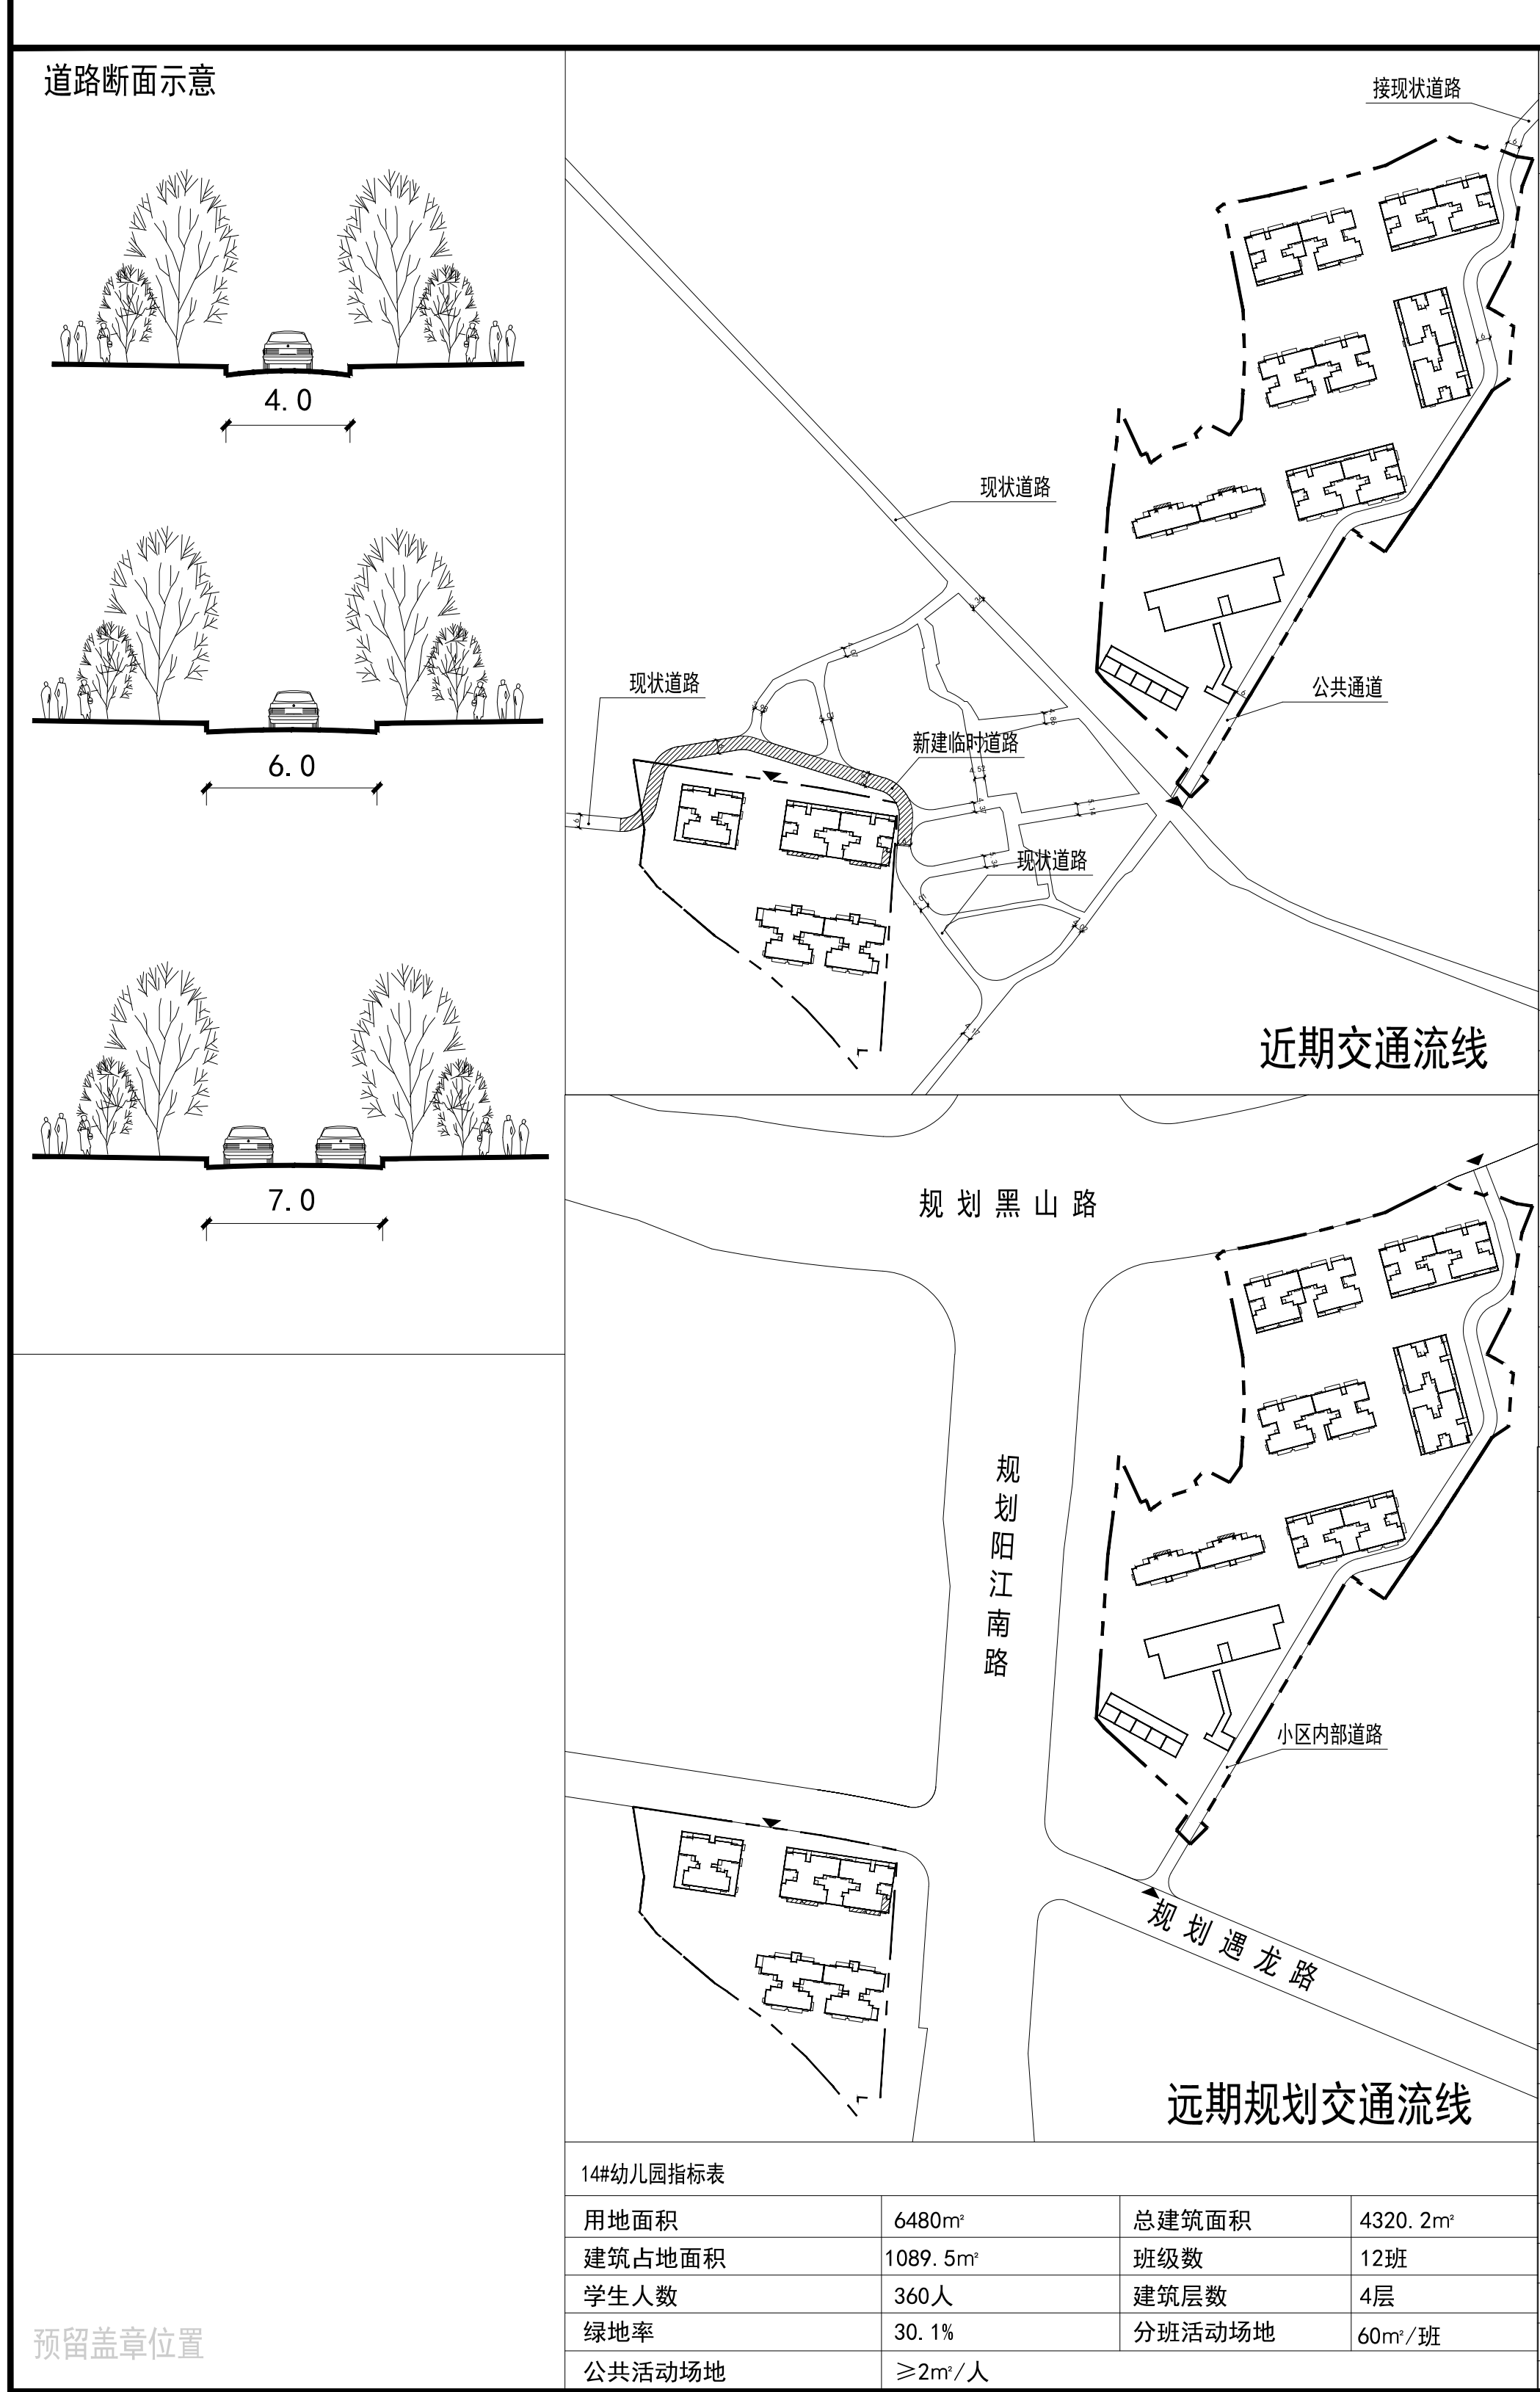 道路断面示意
4.0
6.0
7.0
预留盖章位置
接现状道路
现状道路
现状道路
公共通道
新建临时道路
现状道路
近期交通流线
规划黑山路
规划阳江南路
小区内部道路
规划遇龙路
远期规划交通流线
14#幼儿园指标表
用地面积 6480㎡ 总建筑面积 4320.2㎡
建筑占地面积 1089.5㎡ 班级数 12班
学生人数 360人 建筑层数 4层
绿地率 30.1% 分班活动场地 60㎡/班
公共活动场地 ≥2㎡/人